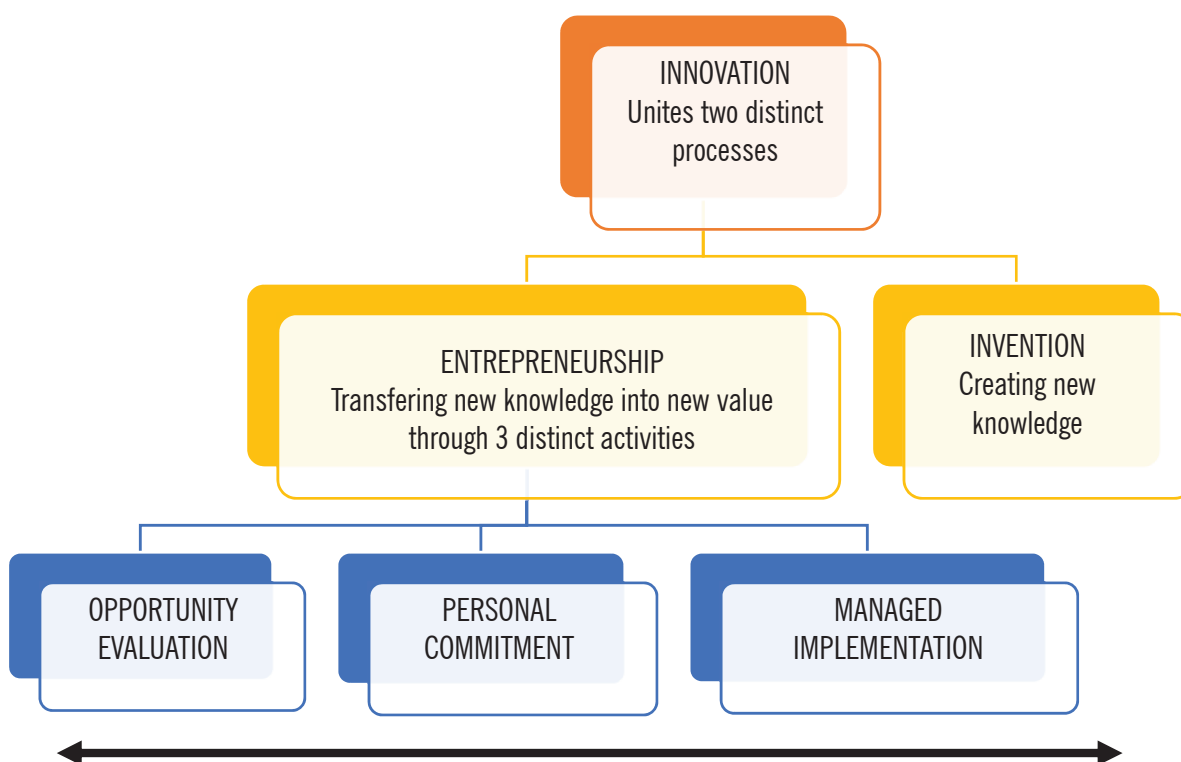 INNOVATION
Unites two distinct
processes
ENTREPRENEURSHIP
Transfering new knowledge into new value
through 3 distinct activities
INVENTION
Creating new
knowledge
OPPORTUNITY
EVALUATION
PERSONAL
COMMITMENT
MANAGED
IMPLEMENTATION